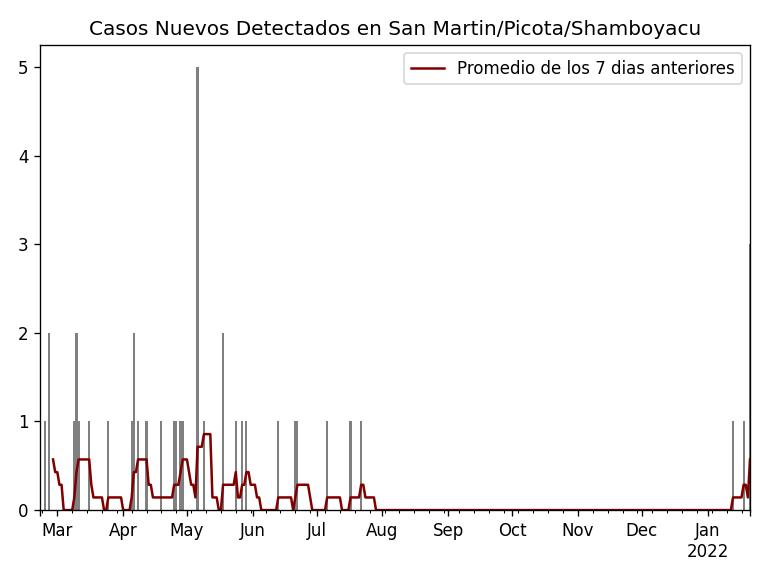 Casos Nuevos Detectados en San Martin/Picota/Shamboyacu
Promedio de los 7 dias anteriores
5
4
3
2
1
0
Mar Apr May Jun Jul Aug Sep Oct Nov Dec Jan
2022